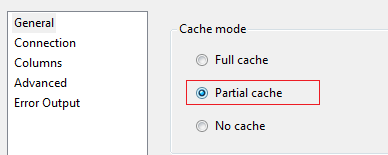 General
Connection
Columns
Advanced
Error Output
Cache mode
Full cache
Partial cache
No cache